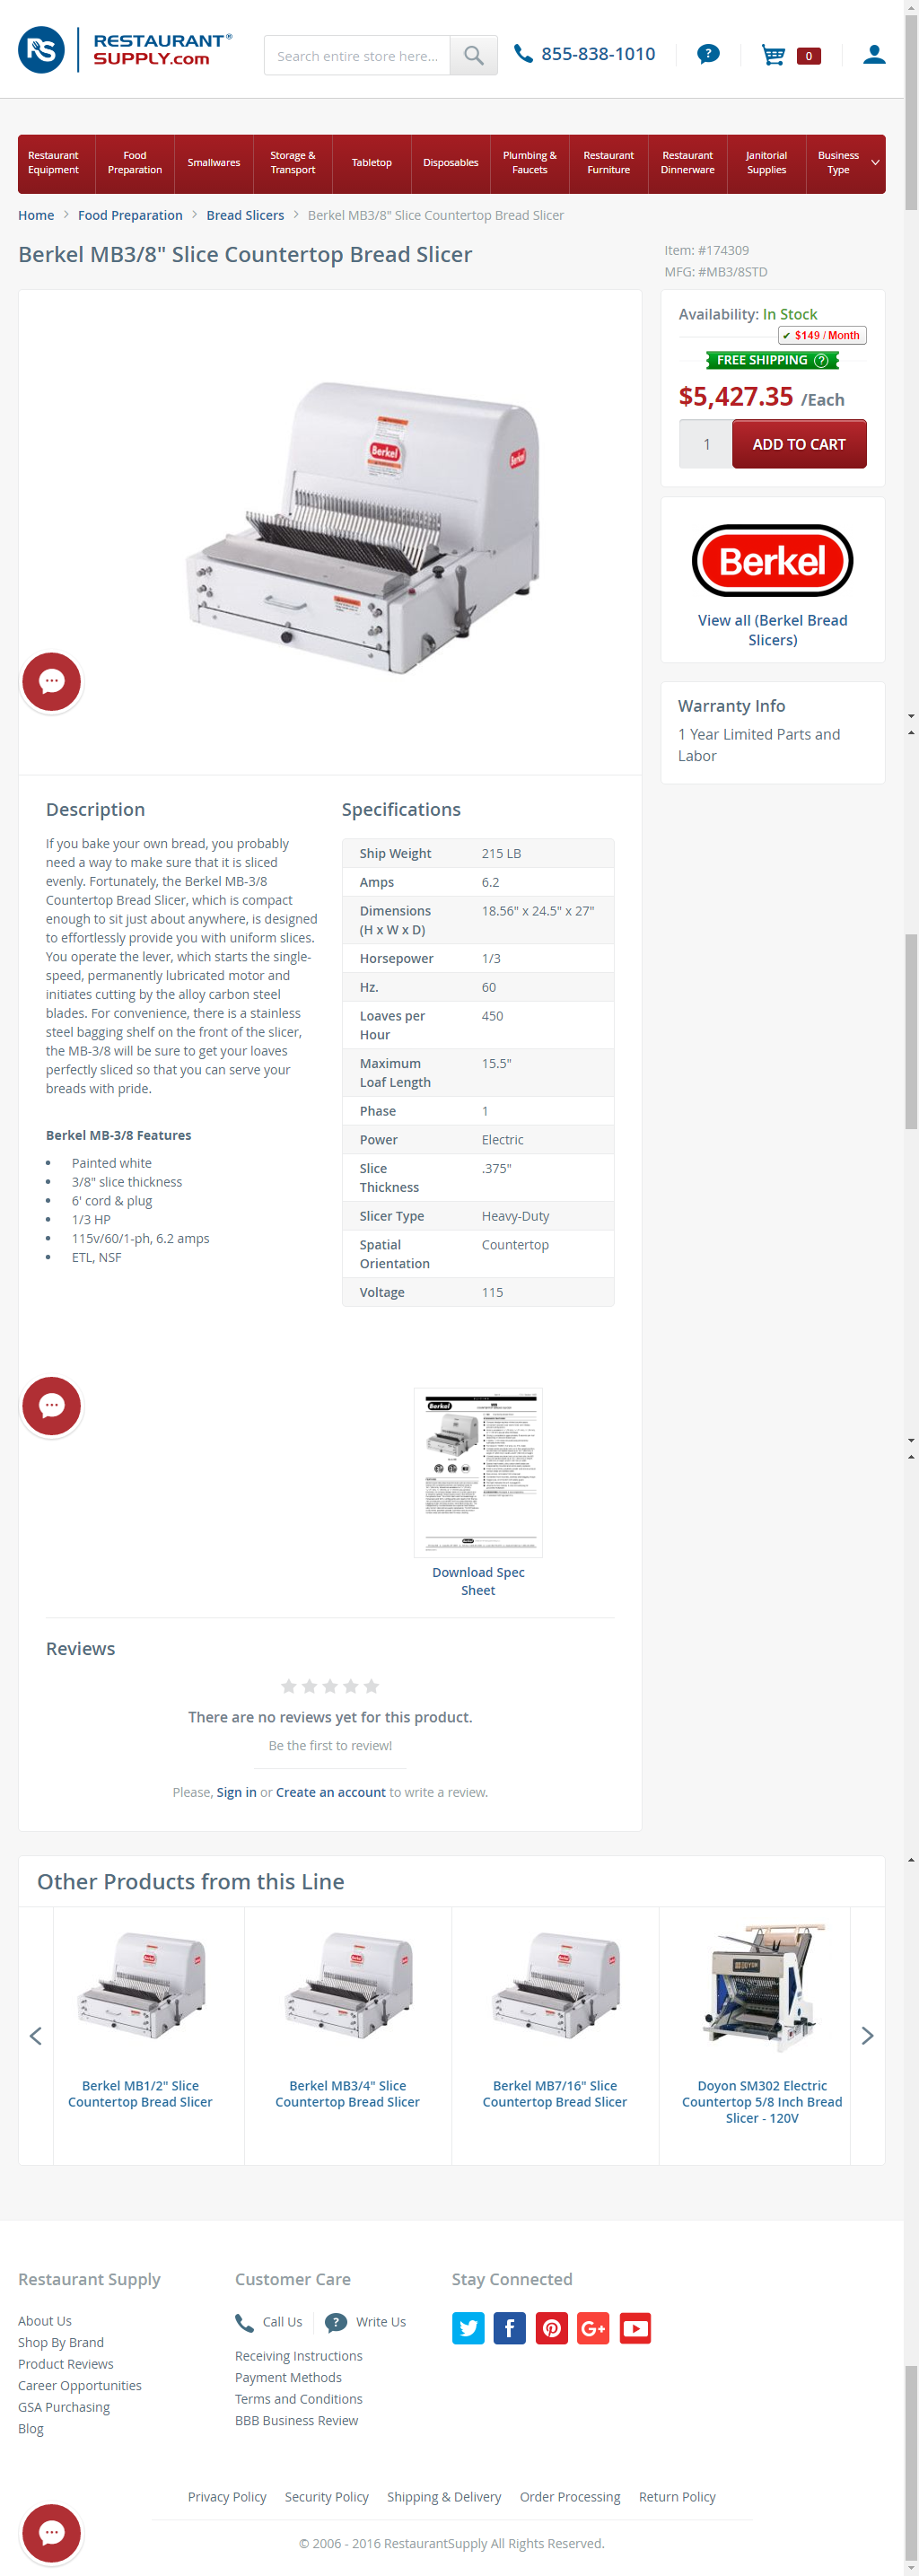 RS RESTAURANT®
SUPPLY.com
Search entire store here...
855-838-1010
?
0
Restaurant Equipment
Food Preparation
Smallwares
Storage & Transport
Tabletop
Disposables
Plumbing & Faucets
Restaurant Furniture
Restaurant Dinnerware
Janitorial Supplies
Business Type
Home > Food Preparation > Bread Slicers > Berkel MB3/8" Slice Countertop Bread Slicer
Berkel MB3/8" Slice Countertop Bread Slicer
Item: #174309
MFG: #MB3/8STD
Berkel
Berkel
Availability: In Stock
✔ $149 / Month
FREE SHIPPING ?
$5,427.35 /Each
1
ADD TO CART
Berkel
View all (Berkel Bread
Slicers)
Warranty Info
1 Year Limited Parts and
Labor
Description
If you bake your own bread, you probably
need a way to make sure that it is sliced
evenly. Fortunately, the Berkel MB-3/8
Countertop Bread Slicer, which is compact
enough to sit just about anywhere, is designed
to effortlessly provide you with uniform slices.
You operate the lever, which starts the single-
speed, permanently lubricated motor and
initiates cutting by the alloy carbon steel
blades. For convenience, there is a stainless
steel bagging shelf on the front of the slicer,
the MB-3/8 will be sure to get your loaves
perfectly sliced so that you can serve your
breads with pride.
Berkel MB-3/8 Features
• Painted white
• 3/8" slice thickness
• 6' cord & plug
• 1/3 HP
• 115v/60/1-ph, 6.2 amps
• ETL, NSF
Specifications
Ship Weight 215 LB
Amps 6.2
Dimensions 18.56" x 24.5" x 27"
(H x W x D)
Horsepower 1/3
Hz. 60
Loaves per 450
Hour
Maximum 15.5"
Loaf Length
Phase 1
Power Electric
Slice .375"
Thickness
Slicer Type Heavy-Duty
Spatial Countertop
Orientation
Voltage 115
Berkel
Download Spec
Sheet
Reviews
There are no reviews yet for this product.
Be the first to review!
Please, Sign in or Create an account to write a review.
Other Products from this Line
Berkel MB1/2" Slice
Countertop Bread Slicer
Berkel MB3/4" Slice
Countertop Bread Slicer
Berkel MB7/16" Slice
Countertop Bread Slicer
DOYON
Doyon SM302 Electric
Countertop 5/8 Inch Bread
Slicer - 120V
Restaurant Supply
About Us
Shop By Brand
Product Reviews
Career Opportunities
GSA Purchasing
Blog
Customer Care
Call Us
? Write Us
Receiving Instructions
Payment Methods
Terms and Conditions
BBB Business Review
Stay Connected
G+
Privacy Policy Security Policy Shipping & Delivery Order Processing Return Policy
© 2006 - 2016 RestaurantSupply All Rights Reserved.